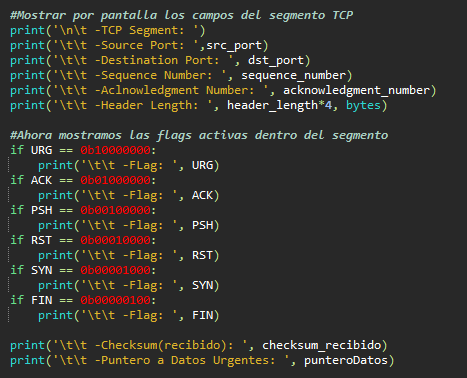 #Mostrar por pantalla los campos del segmento TCP
print('\n\t -TCP Segment: ')
print('\t\t -Source Port: ',src_port)
print('\t\t -Destination Port: ', dst_port)
print('\t\t -Sequence Number: ', sequence_number)
print('\t\t -Aclnowledgment Number: ', acknowledgment_number)
print('\t\t -Header Length: ', header_length*4, bytes)
#Ahora mostramos las flags activas dentro del segmento
if URG == 0b10000000:
print('\t\t -FLag: ', URG)
if ACK == 0b01000000:
print('\t\t -Flag: ', ACK)
if PSH == 0b00100000:
print('\t\t -Flag: ', PSH)
if RST == 0b00010000:
print('\t\t -Flag: ', RST)
if SYN == 0b00001000:
print('\t\t -Flag: ', SYN)
if FIN == 0b00000100:
print('\t\t -Flag: ', FIN)
print('\t\t -Checksum(recibido): ', checksum_recibido)
print('\t\t -Puntero a Datos Urgentes: ', punteroDatos)